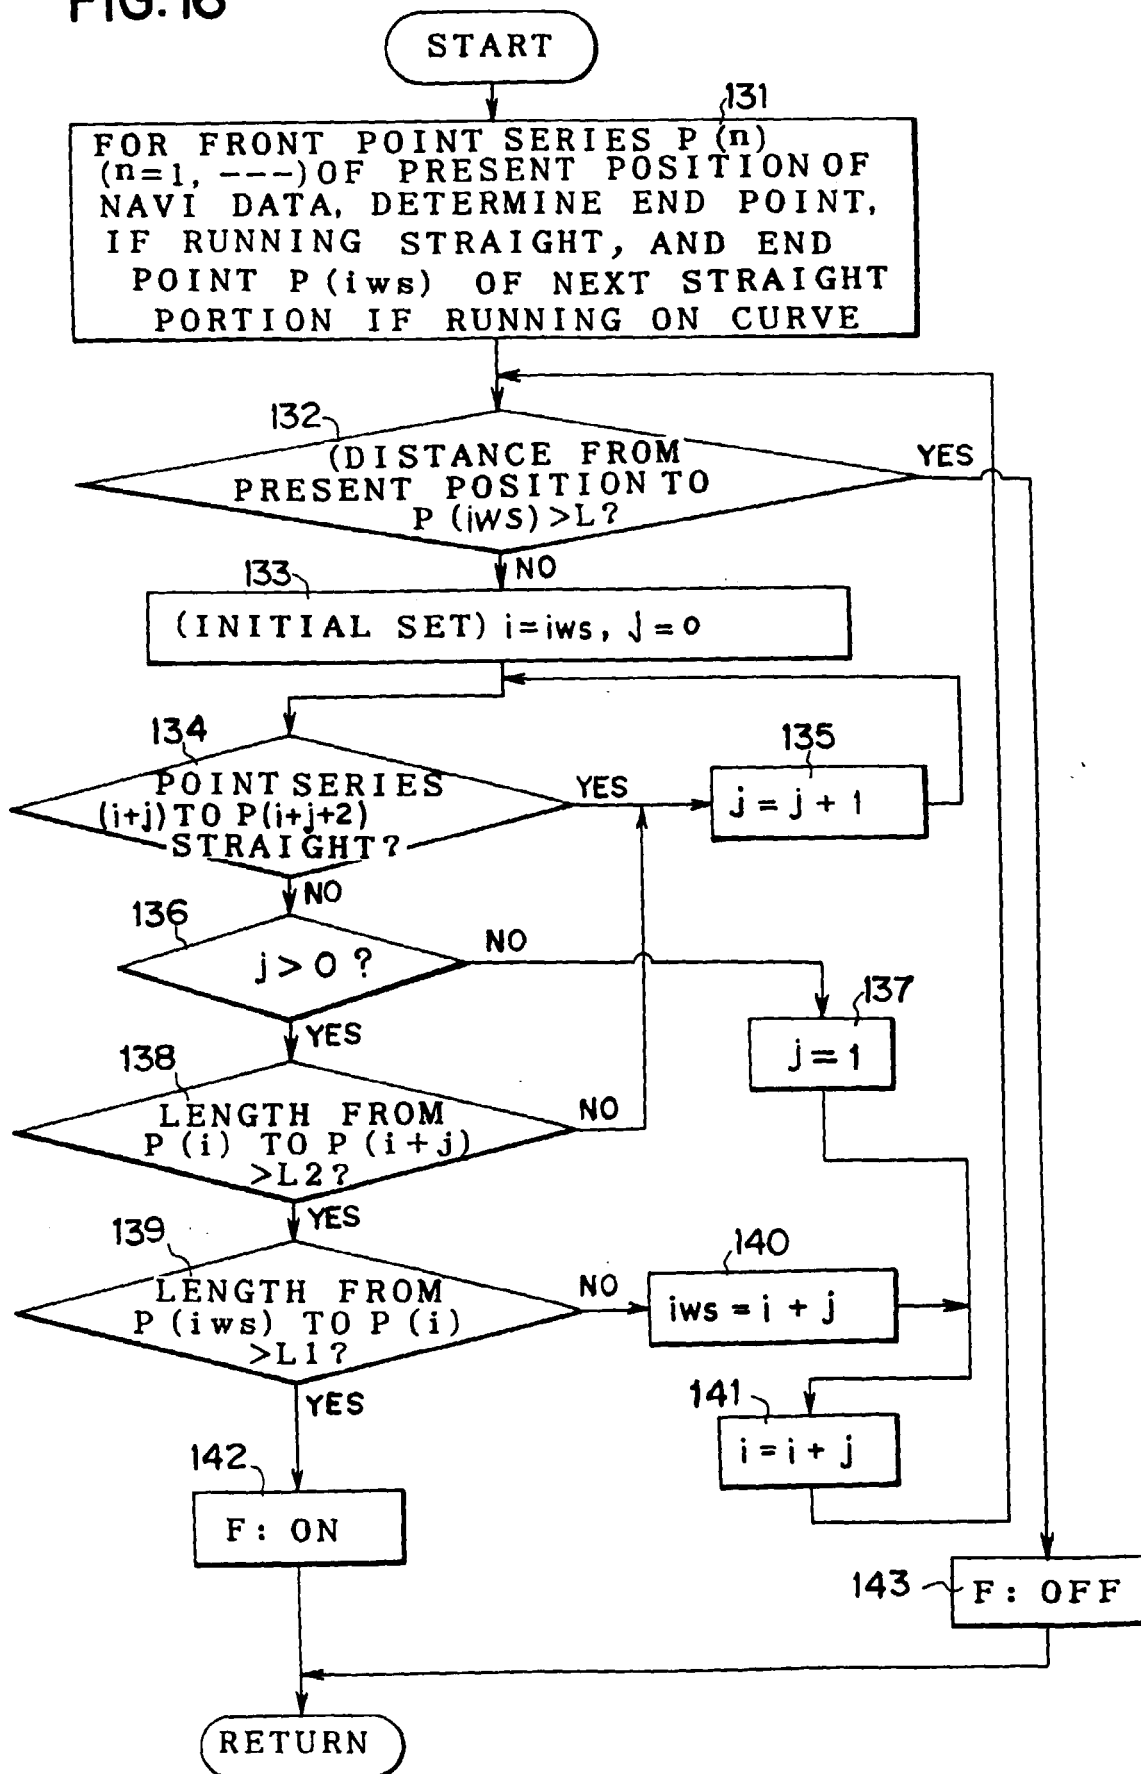 FIG. 16
START
131
FOR FRONT POINT SERIES P(n)
(n=1, ---) OF PRESENT POSITION OF
NAVI DATA, DETERMINE END POINT,
IF RUNNING STRAIGHT, AND END
POINT P(iws) OF NEXT STRAIGHT
PORTION IF RUNNING ON CURVE
132
(DISTANCE FROM
PRESENT POSITION TO
P(iws)>L?
YES
NO
133
(INITIAL SET) i=iws, j=0
134
POINT SERIES
(i+j) TO P(i+j+2)
STRAIGHT?
YES
135
j=j+1
NO
136
j>0?
NO
137
j=1
YES
138
LENGTH FROM
P(i) TO P(i+j)
>L2?
NO
YES
139
LENGTH FROM
P(iws) TO P(i)
>L1?
NO
140
iws=i+j
YES
141
i=i+j
142
F: ON
143
F: OFF
RETURN